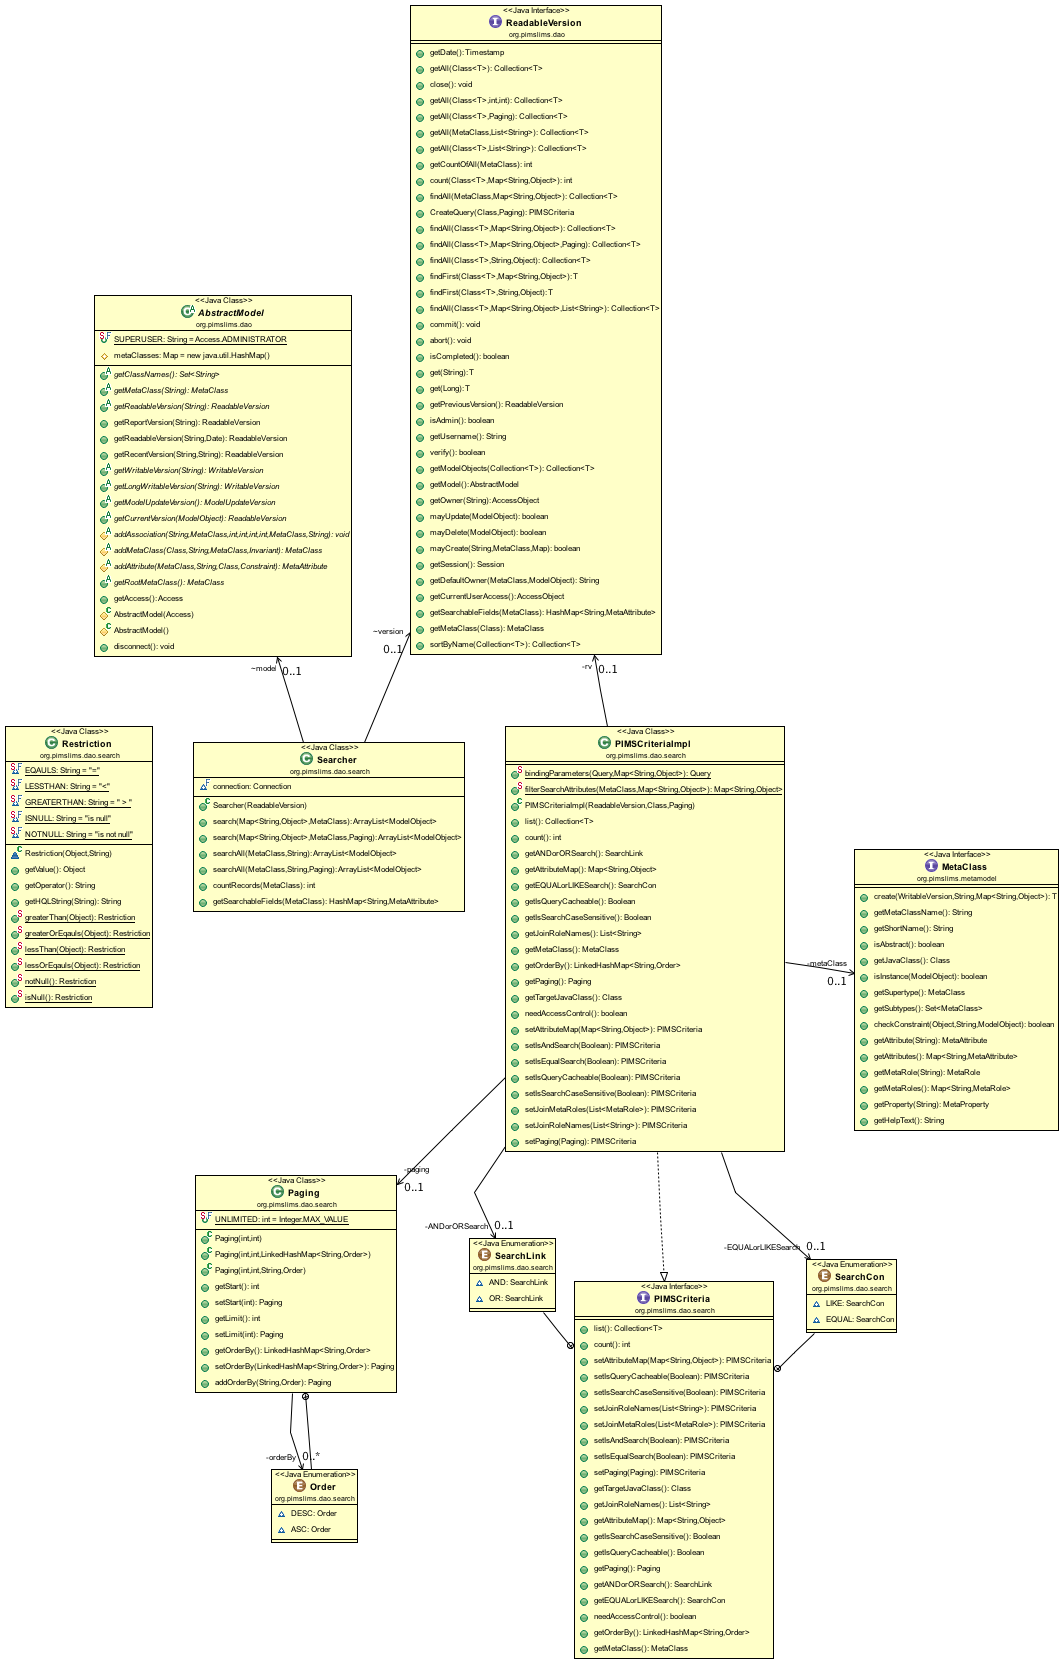 <<Java Interface>>
ReadableVersion
org.pimslims.dao
getDate(): Timestamp
getAll(Class<T>): Collection<T>
close(): void
getAll(Class<T>,int,int): Collection<T>
getAll(Class<T>,Paging): Collection<T>
getAll(MetaClass,List<String>): Collection<T>
getAll(Class<T>,List<String>): Collection<T>
getCountOfAll(MetaClass): int
count(Class<T>,Map<String,Object>): int
findAll(MetaClass,Map<String,Object>): Collection<T>
CreateQuery(Class,Paging): PIMSCriteria
findAll(Class<T>,Map<String,Object>): Collection<T>
findAll(Class<T>,Map<String,Object>,Paging): Collection<T>
findAll(Class<T>,String,Object): Collection<T>
findFirst(Class<T>,Map<String,Object>): T
findFirst(Class<T>,String,Object): T
findAll(Class<T>,Map<String,Object>,List<String>): Collection<T>
commit(): void
abort(): void
isCompleted(): boolean
get(String): T
get(Long): T
getPreviousVersion(): ReadableVersion
isAdmin(): boolean
getUsername(): String
verify(): boolean
getModelObjects(Collection<T>): Collection<T>
getModel(): AbstractModel
getOwner(String): AccessObject
mayUpdate(ModelObject): boolean
mayDelete(ModelObject): boolean
mayCreate(String,MetaClass,Map): boolean
getSession(): Session
getDefaultOwner(MetaClass,ModelObject): String
getCurrentUserAccess(): AccessObject
getSearchableFields(MetaClass): HashMap<String,MetaAttribute>
getMetaClass(Class): MetaClass
sortByName(Collection<T>): Collection<T>
<<Java Class>>
AbstractModel
org.pimslims.dao
SUPERUSER: String = Access.ADMINISTRATOR
metaClasses: Map = new java.util.HashMap()
getClassNames(): Set<String>
getMetaClass(String): MetaClass
getReadableVersion(String): ReadableVersion
getReportVersion(String): ReadableVersion
getReadableVersion(String,Date): ReadableVersion
getRecentVersion(String,String): ReadableVersion
getWritableVersion(String): WritableVersion
getLongWritableVersion(String): WritableVersion
getModelUpdateVersion(): ModelUpdateVersion
getCurrentVersion(ModelObject): ReadableVersion
addAssociation(String,MetaClass,int,int,int,int,MetaClass,String): void
addMetaClass(Class,String,MetaClass,Invariant): MetaClass
addAttribute(MetaClass,String,Class,Constraint): MetaAttribute
getRootMetaClass(): MetaClass
getAccess(): Access
AbstractModel(Access)
AbstractModel()
disconnect(): void
~model
0..1
~version
0..1
-rv
0..1
<<Java Class>>
Restriction
org.pimslims.dao.search
EQAULS: String = "="
LESSTHAN: String = "<"
GREATERTHAN: String = " > "
ISNULL: String = "is null"
NOTNULL: String = "is not null"
Restriction(Object,String)
getValue(): Object
getOperator(): String
getHQLString(String): String
greaterThan(Object): Restriction
greaterOrEqauls(Object): Restriction
lessThan(Object): Restriction
lessOrEqauls(Object): Restriction
notNull(): Restriction
isNull(): Restriction
<<Java Class>>
Searcher
org.pimslims.dao.search
connection: Connection
Searcher(ReadableVersion)
search(Map<String,Object>,MetaClass): ArrayList<ModelObject>
search(Map<String,Object>,MetaClass,Paging): ArrayList<ModelObject>
searchAll(MetaClass,String): ArrayList<ModelObject>
searchAll(MetaClass,String,Paging): ArrayList<ModelObject>
countRecords(MetaClass): int
getSearchableFields(MetaClass): HashMap<String,MetaAttribute>
<<Java Class>>
PIMSCriteriaImpl
org.pimslims.dao.search
bindingParameters(Query,Map<String,Object>): Query
filterSearchAttributes(MetaClass,Map<String,Object>): Map<String,Object>
PIMSCriteriaImpl(ReadableVersion,Class,Paging)
list(): Collection<T>
count(): int
getANDorORSearch(): SearchLink
getAttributeMap(): Map<String,Object>
getEQUALorLIKESearch(): SearchCon
getIsQueryCacheable(): Boolean
getIsSearchCaseSensitive(): Boolean
getJoinRoleNames(): List<String>
getMetaClass(): MetaClass
getOrderBy(): LinkedHashMap<String,Order>
getPaging(): Paging
getTargetJavaClass(): Class
needAccessControl(): boolean
setAttributeMap(Map<String,Object>): PIMSCriteria
setIsAndSearch(Boolean): PIMSCriteria
setIsEqualSearch(Boolean): PIMSCriteria
setIsQueryCacheable(Boolean): PIMSCriteria
setIsSearchCaseSensitive(Boolean): PIMSCriteria
setJoinMetaRoles(List<MetaRole>): PIMSCriteria
setJoinRoleNames(List<String>): PIMSCriteria
setPaging(Paging): PIMSCriteria
-metaClass
0..1
<<Java Interface>>
MetaClass
org.pimslims.metamodel
create(WritableVersion,String,Map<String,Object>): T
getMetaClassName(): String
getShortName(): String
isAbstract(): boolean
getJavaClass(): Class
isInstance(ModelObject): boolean
getSupertype(): MetaClass
getSubtypes(): Set<MetaClass>
checkConstraint(Object,String,ModelObject): boolean
getAttribute(String): MetaAttribute
getAttributes(): Map<String,MetaAttribute>
getMetaRole(String): MetaRole
getMetaRoles(): Map<String,MetaRole>
getProperty(String): MetaProperty
getHelpText(): String
-paging
0..1
<<Java Class>>
Paging
org.pimslims.dao.search
UNLIMITED: int = Integer.MAX_VALUE
Paging(int,int)
Paging(int,int,LinkedHashMap<String,Order>)
Paging(int,int,String,Order)
getStart(): int
setStart(int): Paging
getLimit(): int
setLimit(int): Paging
getOrderBy(): LinkedHashMap<String,Order>
setOrderBy(LinkedHashMap<String,Order>): Paging
addOrderBy(String,Order): Paging
-orderBy
0..*
<<Java Enumeration>>
Order
org.pimslims.dao.search
DESC: Order
ASC: Order
-ANDorORSearch
0..1
<<Java Enumeration>>
SearchLink
org.pimslims.dao.search
AND: SearchLink
OR: SearchLink
-EQUALorLIKESearch
0..1
<<Java Enumeration>>
SearchCon
org.pimslims.dao.search
LIKE: SearchCon
EQUAL: SearchCon
<<Java Interface>>
PIMSCriteria
org.pimslims.dao.search
list(): Collection<T>
count(): int
setAttributeMap(Map<String,Object>): PIMSCriteria
setIsQueryCacheable(Boolean): PIMSCriteria
setIsSearchCaseSensitive(Boolean): PIMSCriteria
setJoinRoleNames(List<String>): PIMSCriteria
setJoinMetaRoles(List<MetaRole>): PIMSCriteria
setIsAndSearch(Boolean): PIMSCriteria
setIsEqualSearch(Boolean): PIMSCriteria
setPaging(Paging): PIMSCriteria
getTargetJavaClass(): Class
getJoinRoleNames(): List<String>
getAttributeMap(): Map<String,Object>
getIsSearchCaseSensitive(): Boolean
getIsQueryCacheable(): Boolean
getPaging(): Paging
getANDorORSearch(): SearchLink
getEQUALorLIKESearch(): SearchCon
needAccessControl(): boolean
getOrderBy(): LinkedHashMap<String,Order>
getMetaClass(): MetaClass